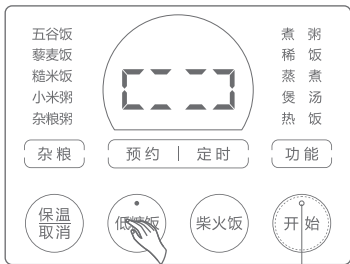 五谷饭
藜麦饭
糙米饭
小米粥
杂粮粥
煮 粥
稀 饭
蒸 煮
煲 汤
热 饭
杂粮
预约 | 定时
功能
保温
取消
低糖饭
柴火饭
开始